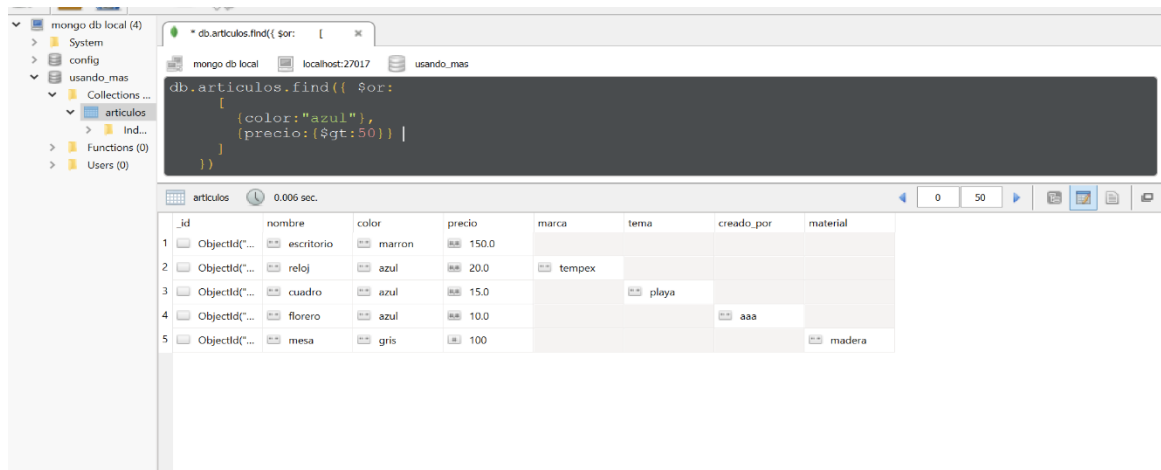 mongo db local (4)
System
config
usando_mas
Collections ...
articulos
Ind...
Functions (0)
Users (0)
* db.articulos.find({ $or: [
mongo db local localhost:27017 usando_mas
db.articulos.find({ $or:
[
{color:"azul"},
{precio:{$gt:50}}
]
})
articulos 0.006 sec. 0 50
_id nombre color precio marca tema creado_por material
1 ObjectId("... escritorio marron 150.0
2 ObjectId("... reloj azul 20.0 tempex
3 ObjectId("... cuadro azul 15.0 playa
4 ObjectId("... florero azul 10.0 aaa
5 ObjectId("... mesa gris 100 madera